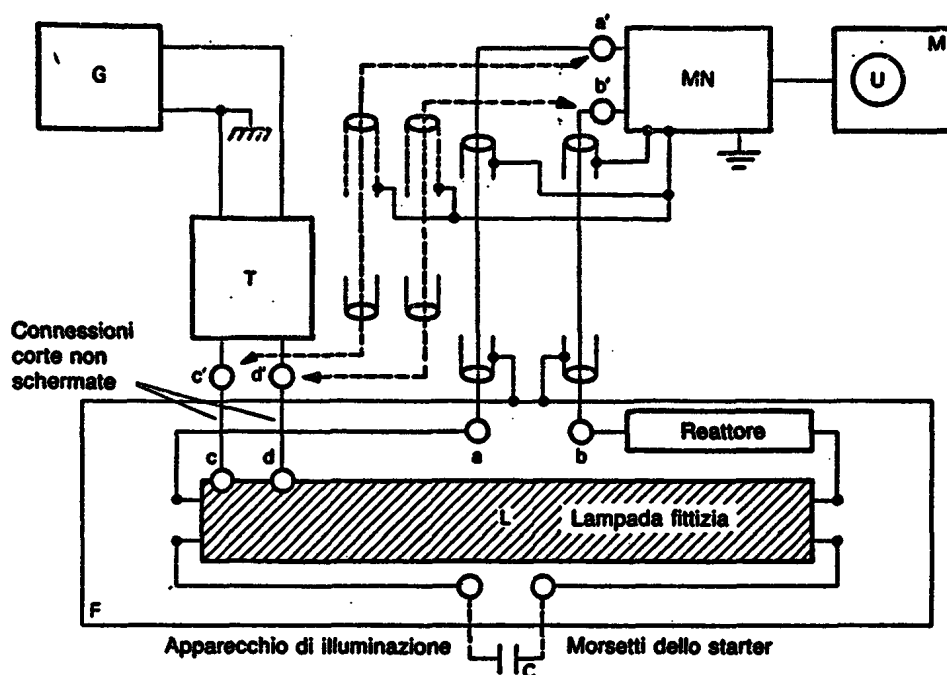 G
a'
MN
M
U
b'
T
Connessioni
corte non
schermate
c'
d'
c
d
a
b
Reattore
L
Lampada fittizia
F
Apparecchio di illuminazione
Morsetti dello starter
C